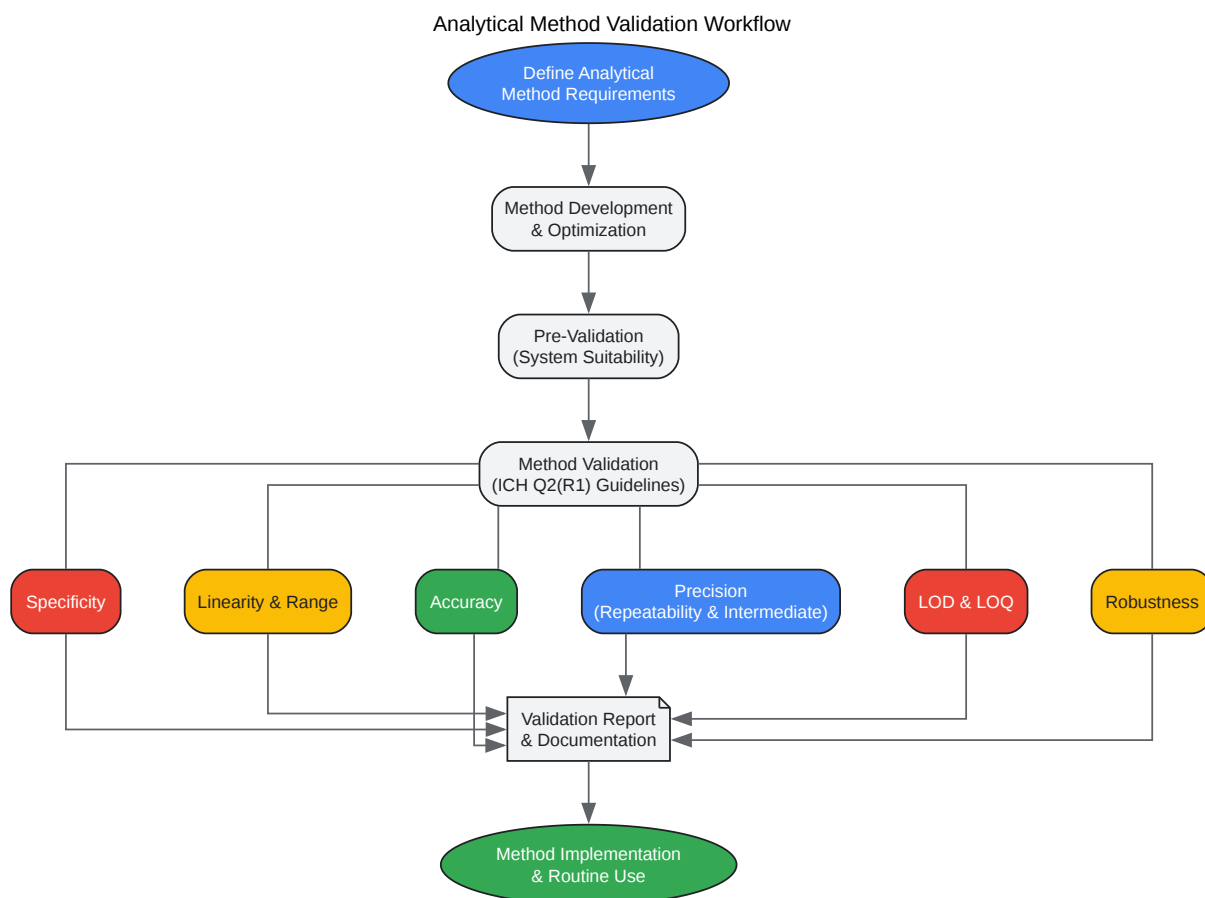 Analytical Method Validation Workflow
Define Analytical
Method Requirements
Method Development
& Optimization
Pre-Validation
(System Suitability)
Method Validation
(ICH Q2(R1) Guidelines)
Specificity
Linearity & Range
Accuracy
Precision
(Repeatability & Intermediate)
LOD & LOQ
Robustness
Validation Report
& Documentation
Method Implementation
& Routine Use